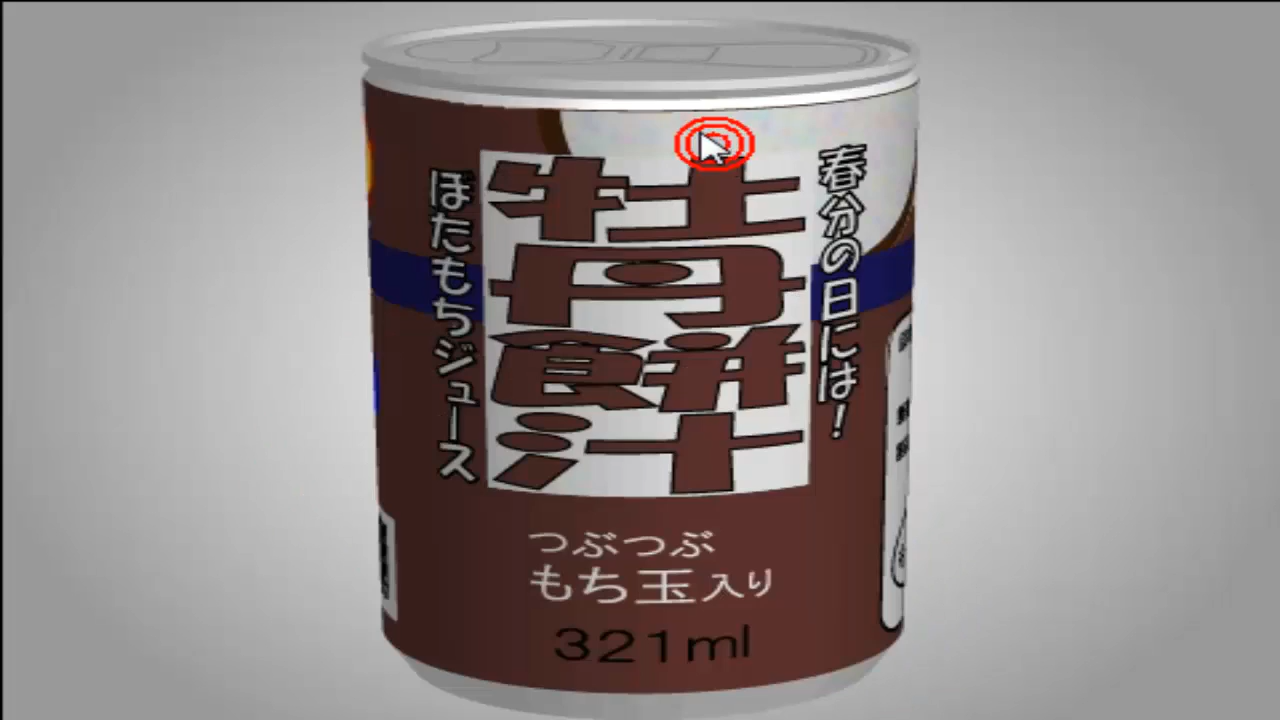 春分の日には!
牡丹餅汁
ぼたもちジュース
つぶつぶ
もち玉入り
321ml